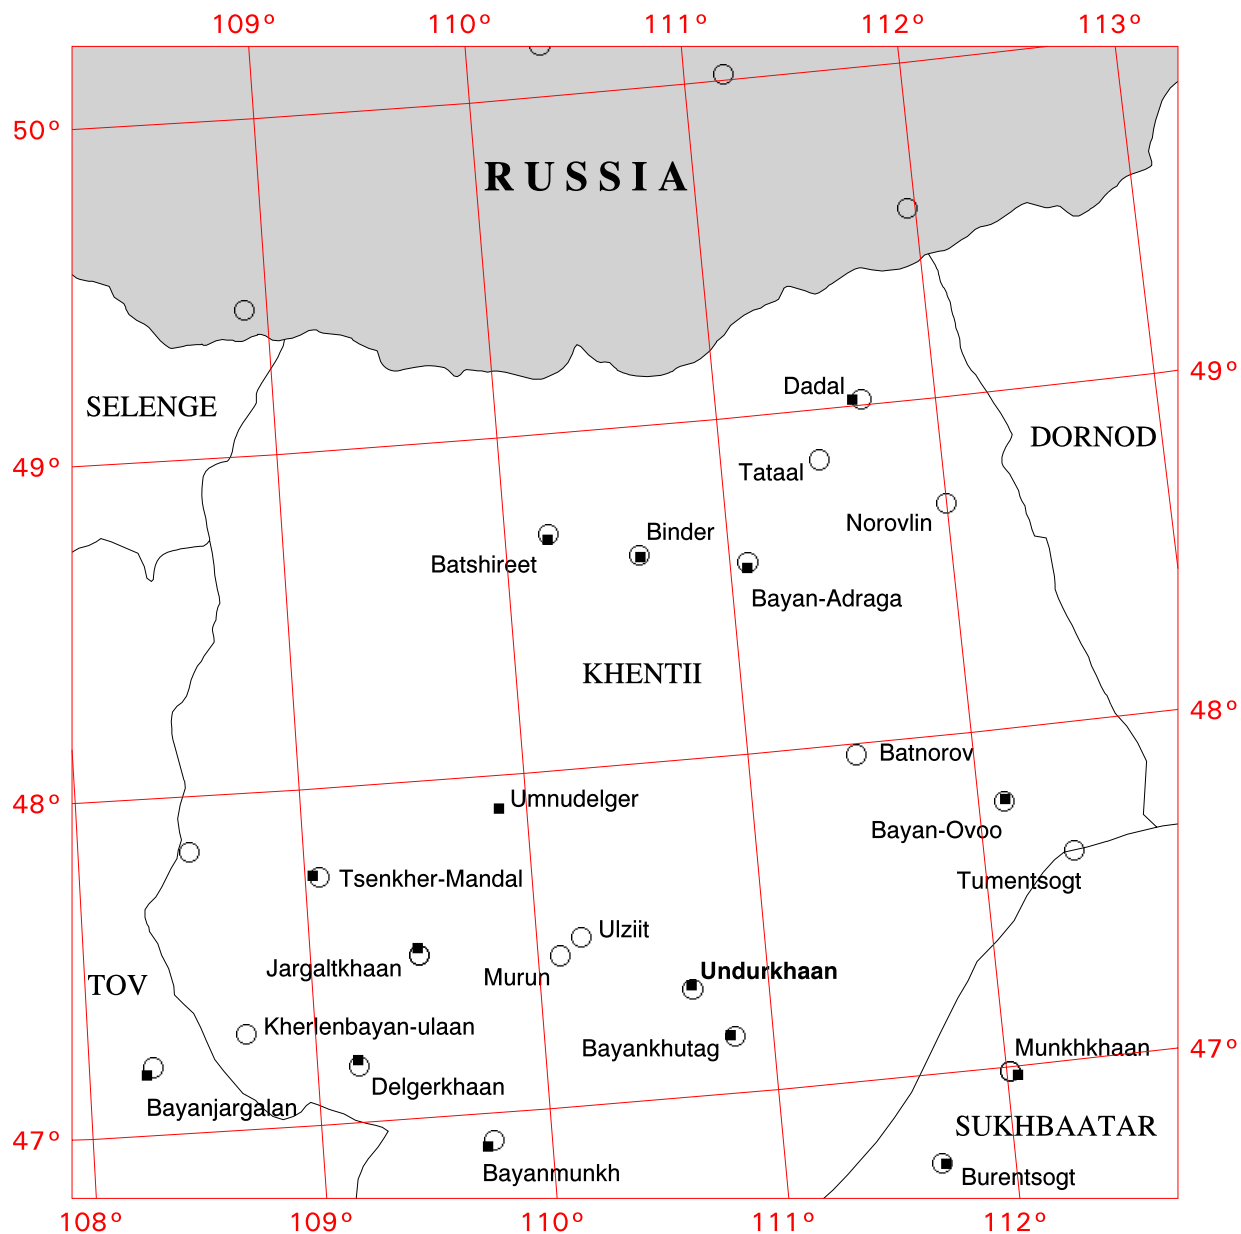 109° 110° 111° 112° 113°
50°
RUSSIA
49°
Dadal
SELENGE
DORNOD
49°
Tataal
Norovlin
Binder
Batshireet
Bayan-Adraga
KHENTII
48°
Batnorov
48°
Umnudelger
Bayan-Ovoo
Tsenkher-Mandal
Tumentsogt
Ulziit
Jargaltkhaan
Undurkhaan
Murun
TOV
Kherlenbayan-ulaan
Bayankhutag
Munkhkhaan
47°
Delgerkhaan
Bayanjargalan
SUKHBAATAR
47°
Bayanmunkh
Burentsogt
108° 109° 110° 111° 112°